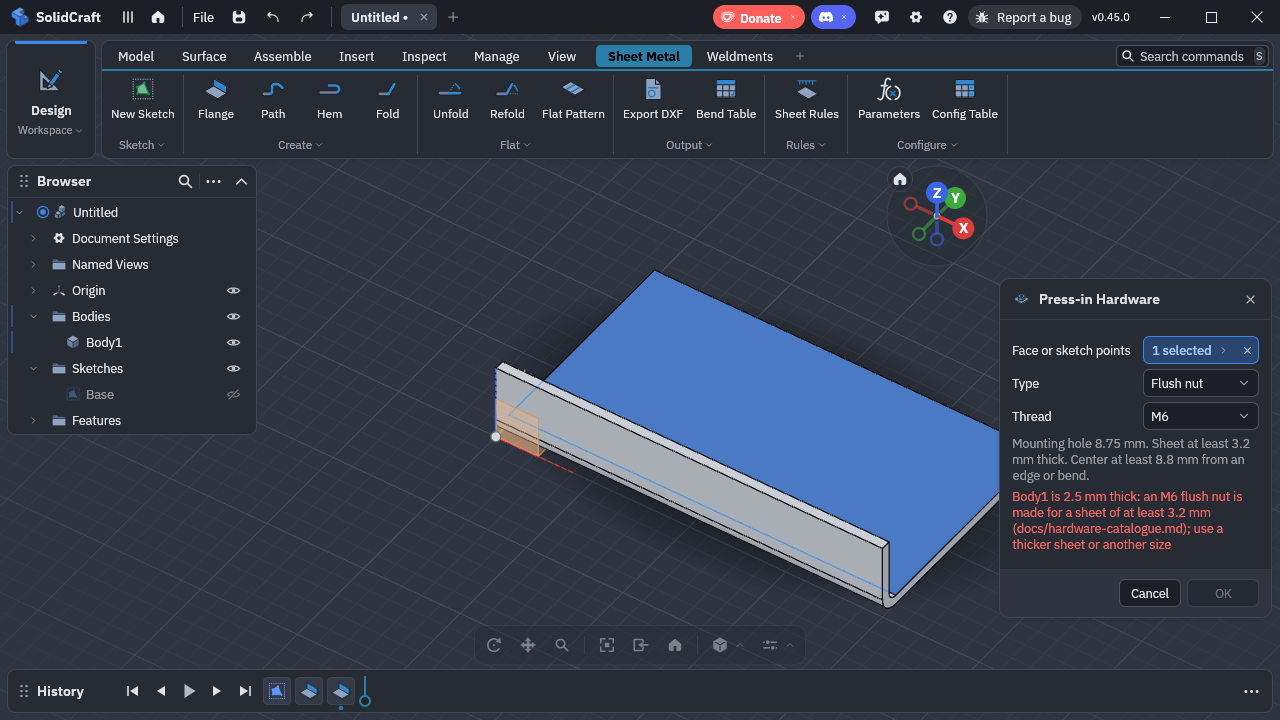 SolidCraft
File
Untitled •
Donate
Report a bug
v0.45.0
Design
Workspace
Model
Surface
Assemble
Insert
Inspect
Manage
View
Sheet Metal
Weldments
Search commands
S
New Sketch
Flange
Path
Hem
Fold
Unfold
Refold
Flat Pattern
Export DXF
Bend Table
Sheet Rules
Parameters
Config Table
Sketch
Create
Flat
Output
Rules
Configure
Browser
Untitled
Document Settings
Named Views
Origin
Bodies
Body1
Sketches
Base
Features
Z
Y
X
Press-in Hardware
Face or sketch points
1 selected
Type
Flush nut
Thread
M6
Mounting hole 8.75 mm. Sheet at least 3.2
mm thick. Center at least 8.8 mm from an
edge or bend.
Body1 is 2.5 mm thick: an M6 flush nut is
made for a sheet of at least 3.2 mm
(docs/hardware-catalogue.md); use a
thicker sheet or another size
Cancel
OK
History